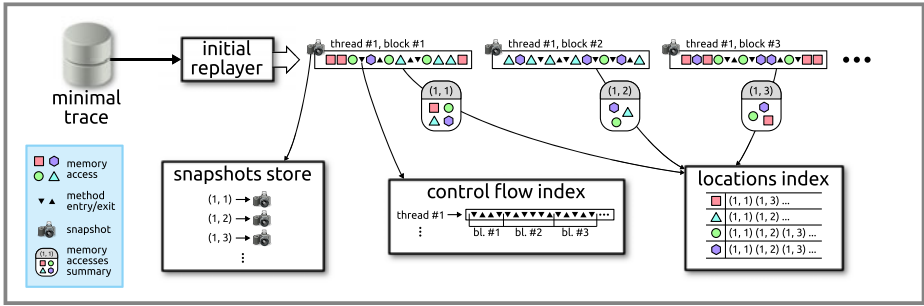 minimal
trace
initial
replayer
thread #1, block #1
thread #1, block #2
thread #1, block #3
•••
(1, 1)
(1, 2)
(1, 3)
memory
access
method
entry/exit
snapshot
(1, 1)
memory
accesses
summary
snapshots store
(1, 1)
(1, 2)
(1, 3)
⋮
control flow index
thread #1
•••
bl. #1 bl. #2 bl. #3
⋮
locations index
(1, 1) (1, 3) ...
(1, 1) (1, 2) ...
(1, 1) (1, 2) (1, 3) ...
(1, 1) (1, 2) (1, 3) ...